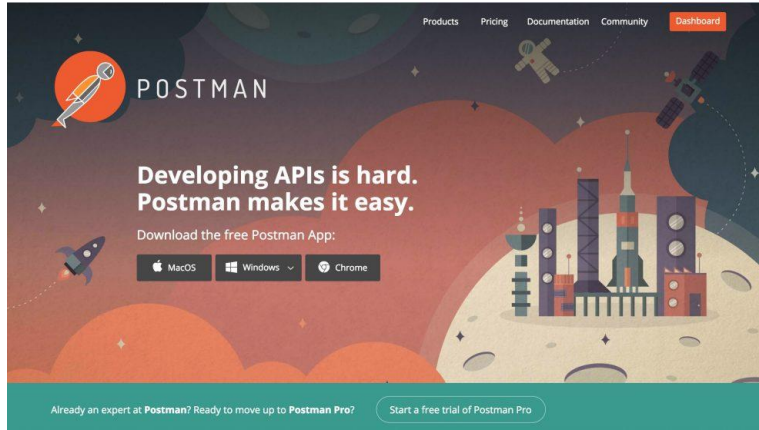 Products Pricing Documentation Community Dashboard
POSTMAN
Developing APIs is hard.
Postman makes it easy.
Download the free Postman App:
MacOS Windows Chrome
Already an expert at Postman? Ready to move up to Postman Pro? Start a free trial of Postman Pro